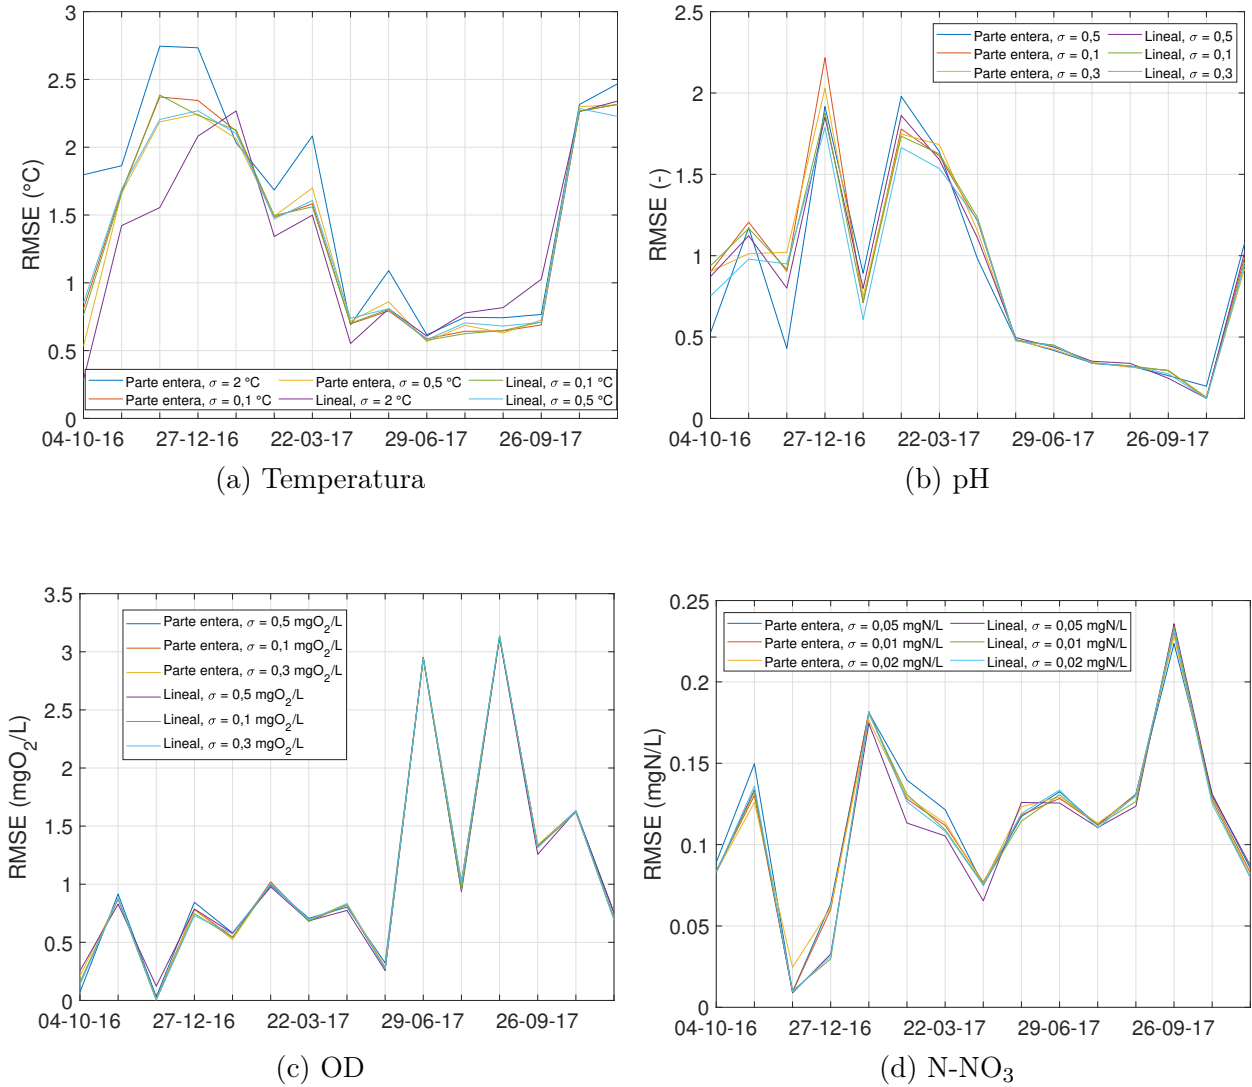 3
2.5
2
1.5
1
0.5
0
RMSE (°C)
Parte entera, σ = 2 °C
Parte entera, σ = 0,1 °C
Parte entera, σ = 0,5 °C
Lineal, σ = 2 °C
Lineal, σ = 0,1 °C
Lineal, σ = 0,5 °C
04-10-16 27-12-16 22-03-17 29-06-17 26-09-17
(a) Temperatura
2.5
2
1.5
1
0.5
0
RMSE (-)
Parte entera, σ = 0,5
Parte entera, σ = 0,1
Parte entera, σ = 0,3
Lineal, σ = 0,5
Lineal, σ = 0,1
Lineal, σ = 0,3
04-10-16 27-12-16 22-03-17 29-06-17 26-09-17
(b) pH
3.5
3
2.5
2
1.5
1
0.5
0
RMSE (mgO₂/L)
Parte entera, σ = 0,5 mgO₂/L
Parte entera, σ = 0,1 mgO₂/L
Parte entera, σ = 0,3 mgO₂/L
Lineal, σ = 0,5 mgO₂/L
Lineal, σ = 0,1 mgO₂/L
Lineal, σ = 0,3 mgO₂/L
04-10-16 27-12-16 22-03-17 29-06-17 26-09-17
(c) OD
0.25
0.2
0.15
0.1
0.05
0
RMSE (mgN/L)
Parte entera, σ = 0,05 mgN/L
Parte entera, σ = 0,01 mgN/L
Parte entera, σ = 0,02 mgN/L
Lineal, σ = 0,05 mgN/L
Lineal, σ = 0,01 mgN/L
Lineal, σ = 0,02 mgN/L
04-10-16 27-12-16 22-03-17 29-06-17 26-09-17
(d) N-NO₃